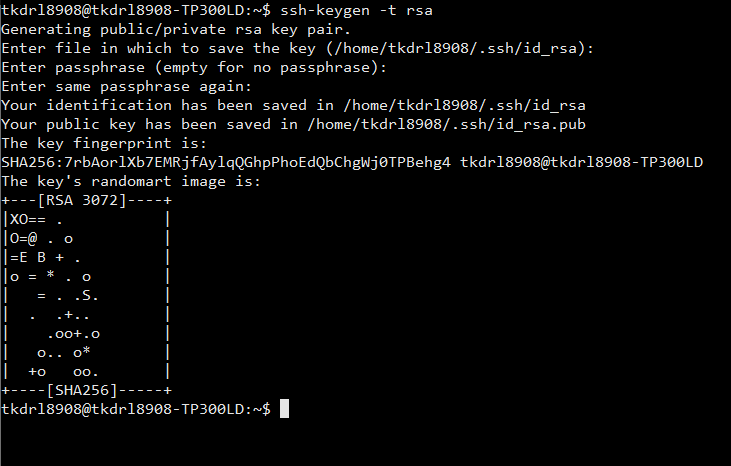 tkdrl8908@tkdrl8908-TP300LD:~$ ssh-keygen -t rsa
Generating public/private rsa key pair.
Enter file in which to save the key (/home/tkdrl8908/.ssh/id_rsa):
Enter passphrase (empty for no passphrase):
Enter same passphrase again:
Your identification has been saved in /home/tkdrl8908/.ssh/id_rsa
Your public key has been saved in /home/tkdrl8908/.ssh/id_rsa.pub
The key fingerprint is:
SHA256:7rbAorlXb7EMRjfAylqQGhpPhoEdQbChgWj0TPBehg4 tkdrl8908@tkdrl8908-TP300LD
The key's randomart image is:
+---[RSA 3072]----+
|XO== .           |
|O=@ . o          |
|=E B + .         |
|o = * . o        |
|   = . .S.       |
|  .  .+..        |
|    .oo+.o       |
|   o.. o*        |
|  +o   oo.       |
+----[SHA256]-----+
tkdrl8908@tkdrl8908-TP300LD:~$